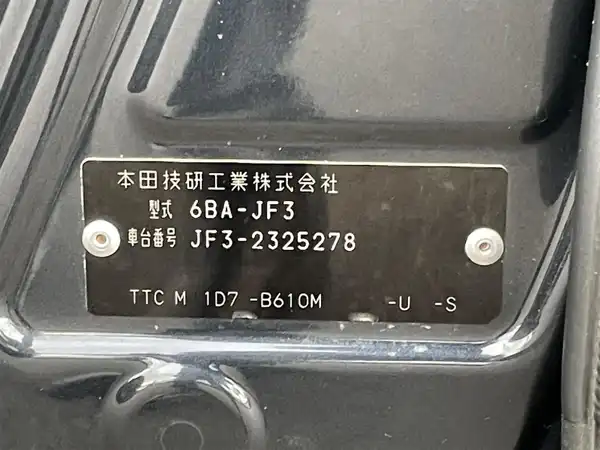 本田技研工業株式会社
型式 6BA-JF3
車台番号 JF3-2325278
TTC M 1D7 -B610M -U -S